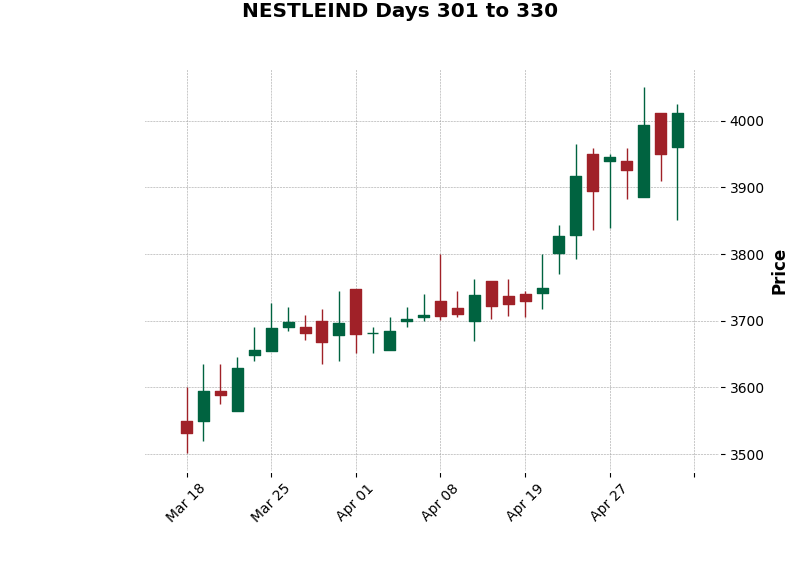 NESTLEIND Days 301 to 330
4000
3900
3800
3700
3600
3500
Price
Mar 18
Mar 25
Apr 01
Apr 08
Apr 19
Apr 27